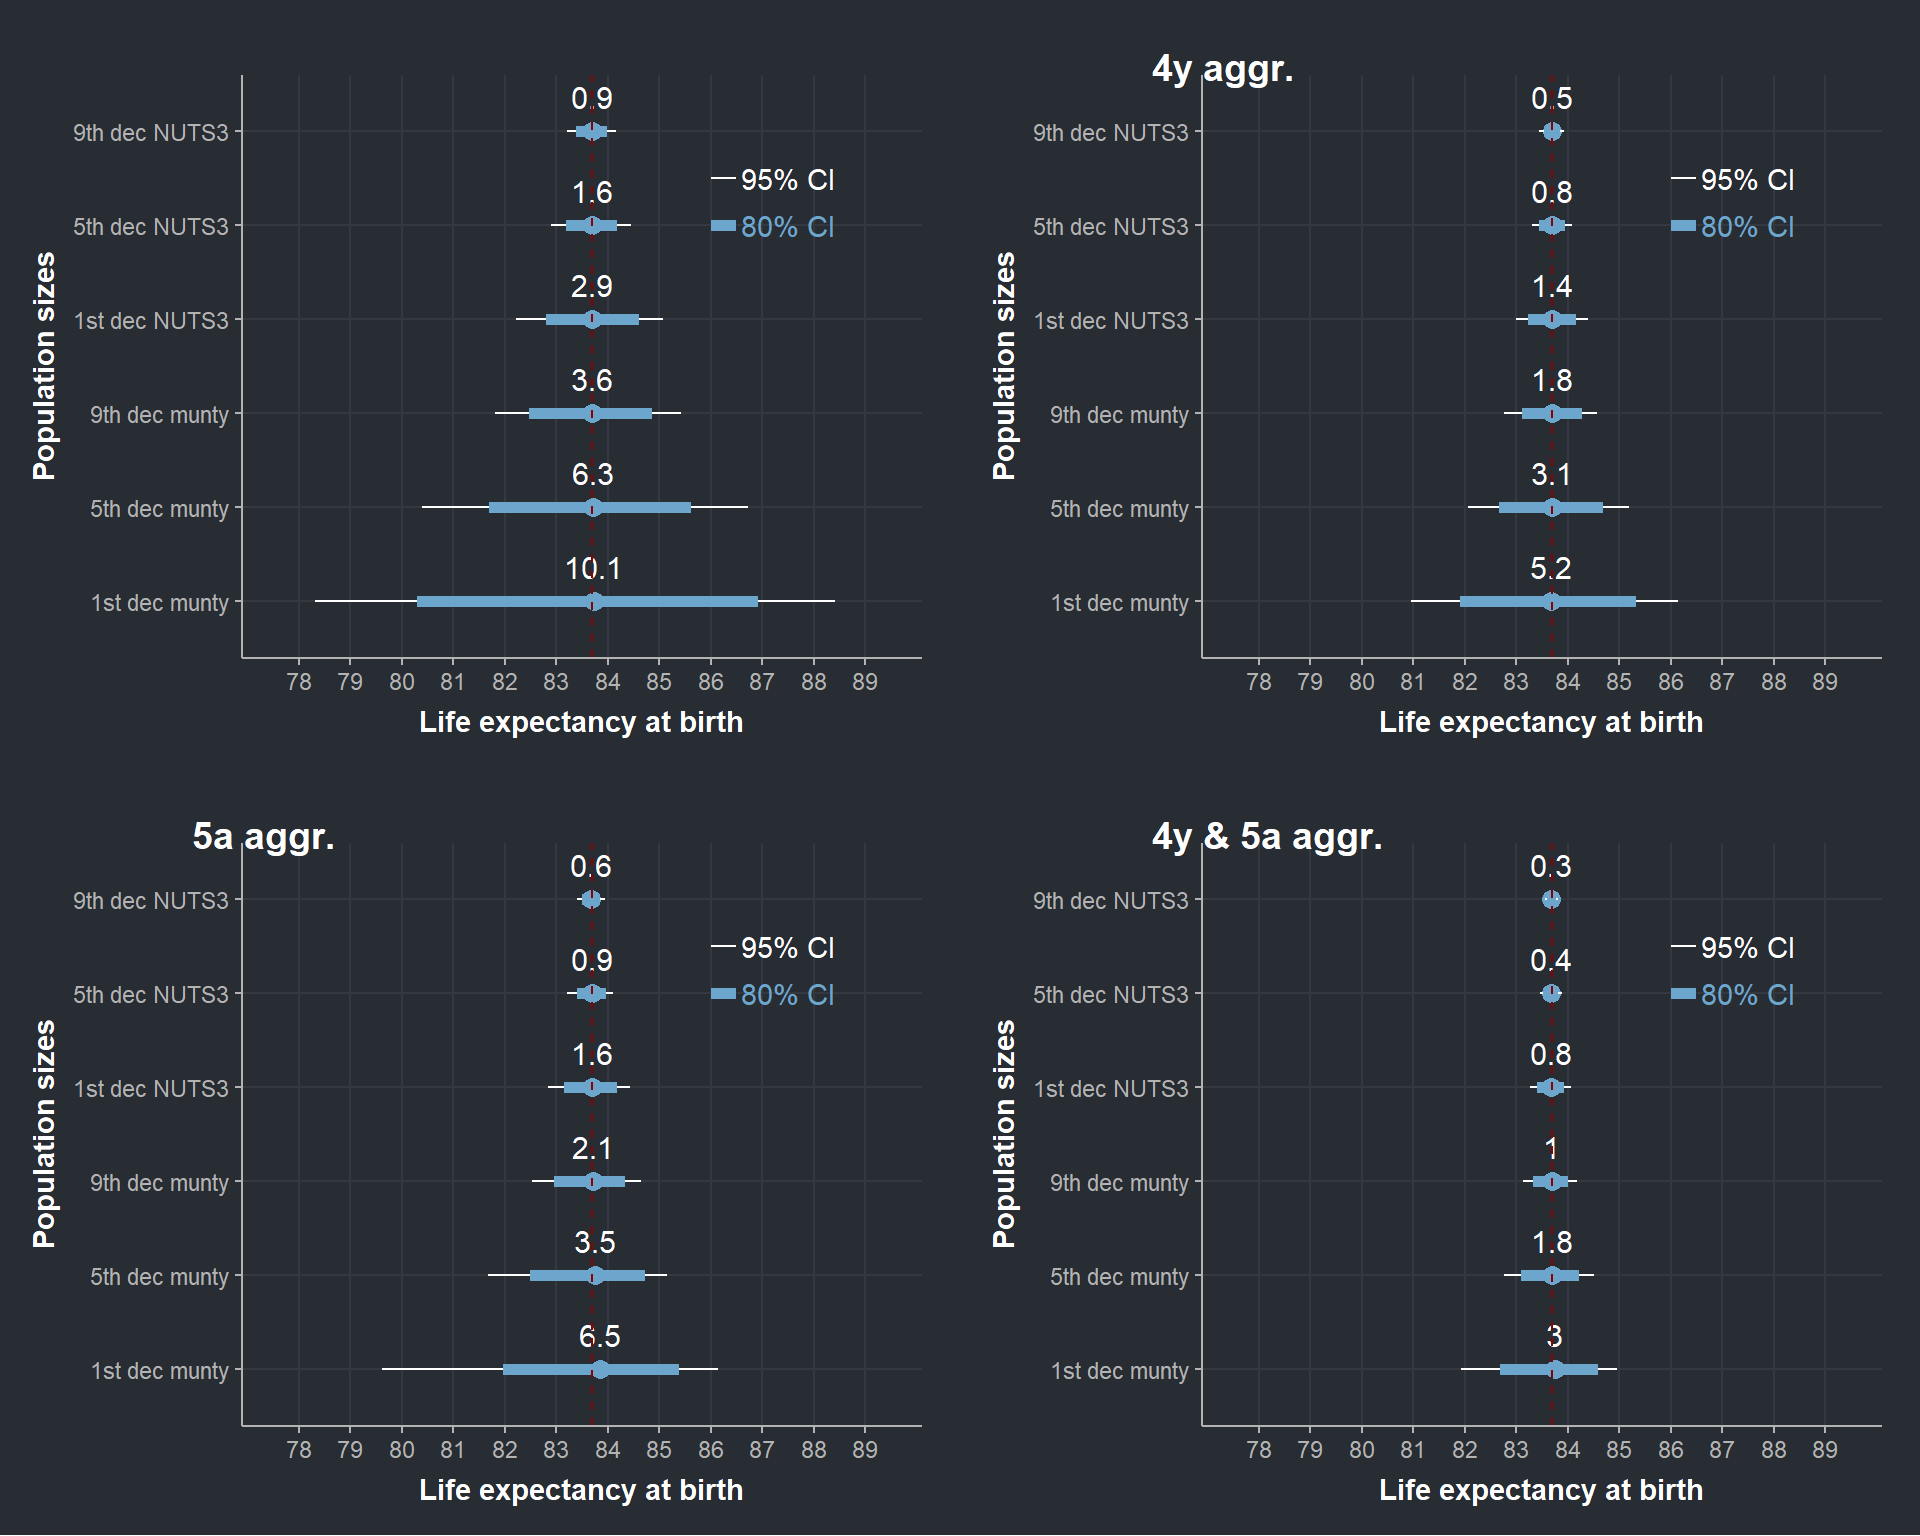 0.9
9th dec NUTS3
95% CI
1.6
5th dec NUTS3
80% CI
2.9
1st dec NUTS3
3.6
9th dec munty
6.3
5th dec munty
10.1
1st dec munty
Population sizes
78 79 80 81 82 83 84 85 86 87 88 89
Life expectancy at birth
4y aggr.
0.5
9th dec NUTS3
95% CI
0.8
5th dec NUTS3
80% CI
1.4
1st dec NUTS3
1.8
9th dec munty
3.1
5th dec munty
5.2
1st dec munty
Population sizes
78 79 80 81 82 83 84 85 86 87 88 89
Life expectancy at birth
5a aggr.
0.6
9th dec NUTS3
95% CI
0.9
5th dec NUTS3
80% CI
1.6
1st dec NUTS3
2.1
9th dec munty
3.5
5th dec munty
6.5
1st dec munty
Population sizes
78 79 80 81 82 83 84 85 86 87 88 89
Life expectancy at birth
4y & 5a aggr.
0.3
9th dec NUTS3
95% CI
0.4
5th dec NUTS3
80% CI
0.8
1st dec NUTS3
1
9th dec munty
1.8
5th dec munty
3
1st dec munty
Population sizes
78 79 80 81 82 83 84 85 86 87 88 89
Life expectancy at birth